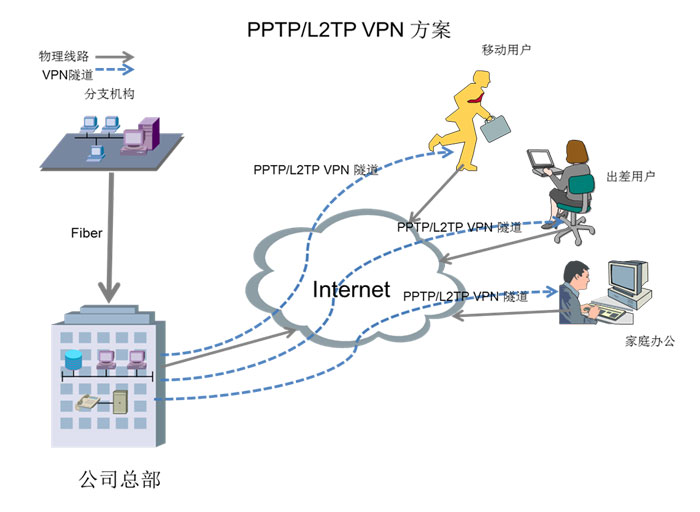 PPTP/L2TP VPN 方案
物理线路
VPN隧道
移动用户
分支机构
PPTP/L2TP VPN 隧道
出差用户
Fiber
PPTP/L2TP VPN 隧道
Internet
PPTP/L2TP VPN 隧道
家庭办公
公司总部